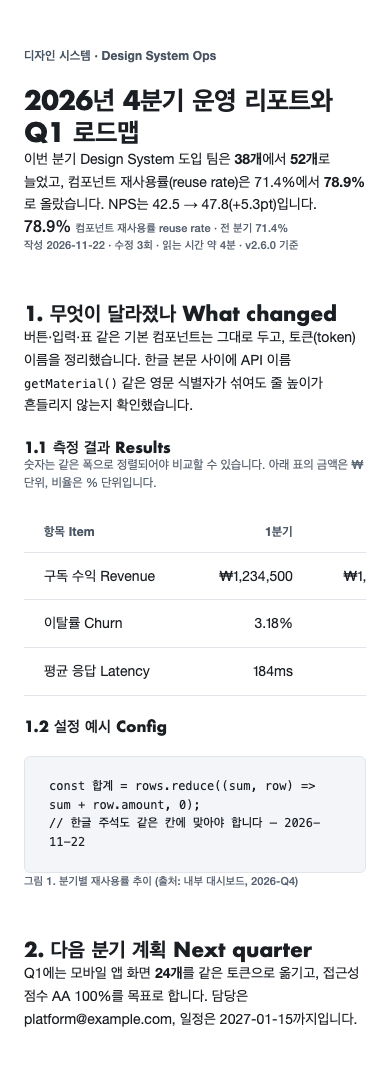 디자인 시스템 · Design System Ops
2026년 4분기 운영 리포트와
Q1 로드맵
이번 분기 Design System 도입 팀은 38개에서 52개로
늘었고, 컴포넌트 재사용률(reuse rate)은 71.4%에서 78.9%
로 올랐습니다. NPS는 42.5 → 47.8(+5.3pt)입니다.
78.9% 컴포넌트 재사용률 reuse rate · 전 분기 71.4%
작성 2026-11-22 · 수정 3회 · 읽는 시간 약 4분 · v2.6.0 기준
1. 무엇이 달라졌나 What changed
버튼·입력·표 같은 기본 컴포넌트는 그대로 두고, 토큰(token)
이름을 정리했습니다. 한글 본문 사이에 API 이름
getMaterial() 같은 영문 식별자가 섞여도 줄 높이가
흔들리지 않는지 확인했습니다.
1.1 측정 결과 Results
숫자는 같은 폭으로 정렬되어야 비교할 수 있습니다. 아래 표의 금액은 ₩
단위, 비율은 % 단위입니다.
항목 Item 1분기
구독 수익 Revenue ₩1,234,500 ₩1,
이탈률 Churn 3.18%
평균 응답 Latency 184ms
1.2 설정 예시 Config
const 합계 = rows.reduce((sum, row) =>
sum + row.amount, 0);
// 한글 주석도 같은 칸에 맞아야 합니다 — 2026-
11-22
그림 1. 분기별 재사용률 추이 (출처: 내부 대시보드, 2026-Q4)
2. 다음 분기 계획 Next quarter
Q1에는 모바일 앱 화면 24개를 같은 토큰으로 옮기고, 접근성
점수 AA 100%를 목표로 합니다. 담당은
platform@example.com, 일정은 2027-01-15까지입니다.